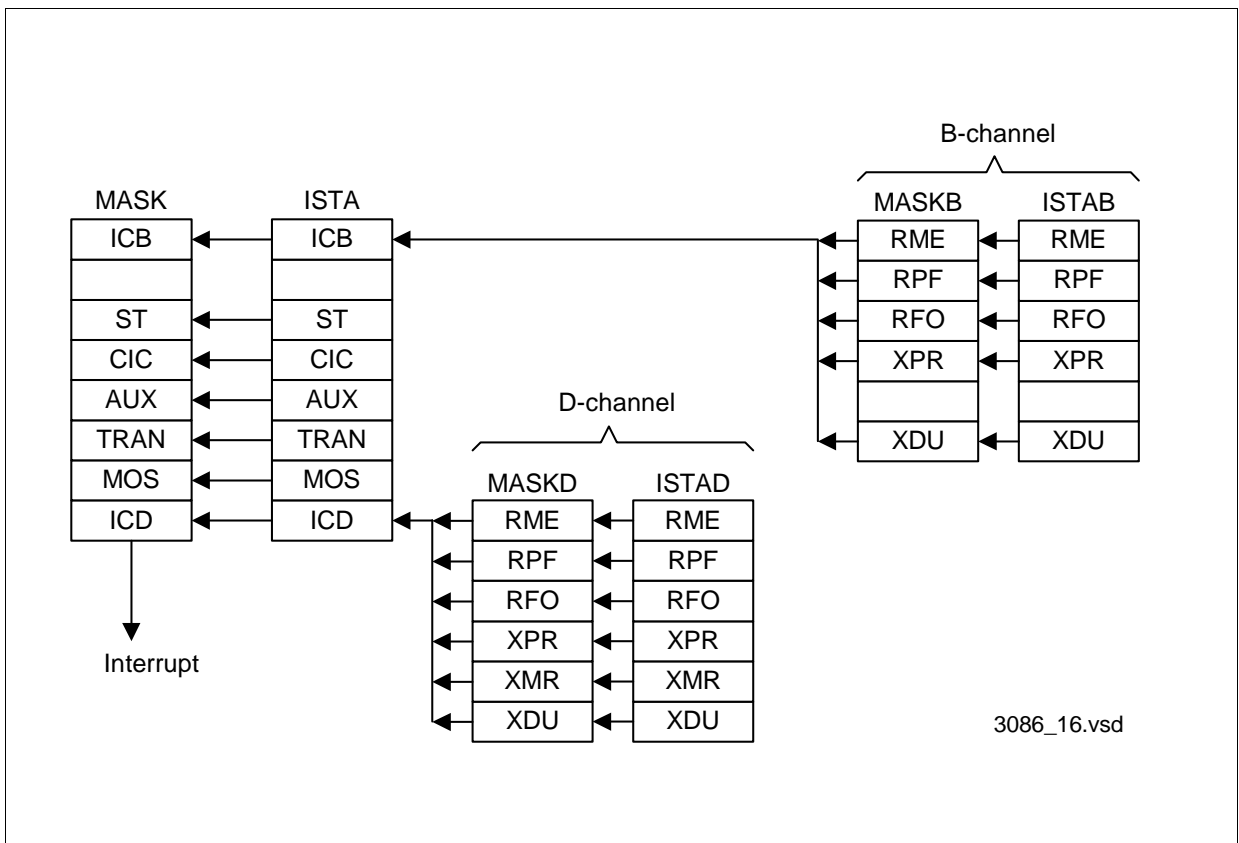 B-channel
MASK ISTA MASKB ISTAB
ICB ICB RME RME
RPF RPF
ST ST RFO RFO
CIC CIC XPR XPR
AUX AUX
D-channel
TRAN TRAN XDU XDU
MOS MOS MASKD ISTAD
ICD ICD RME RME
RPF RPF
RFO RFO
XPR XPR
Interrupt
XMR XMR
XDU XDU
3086_16.vsd